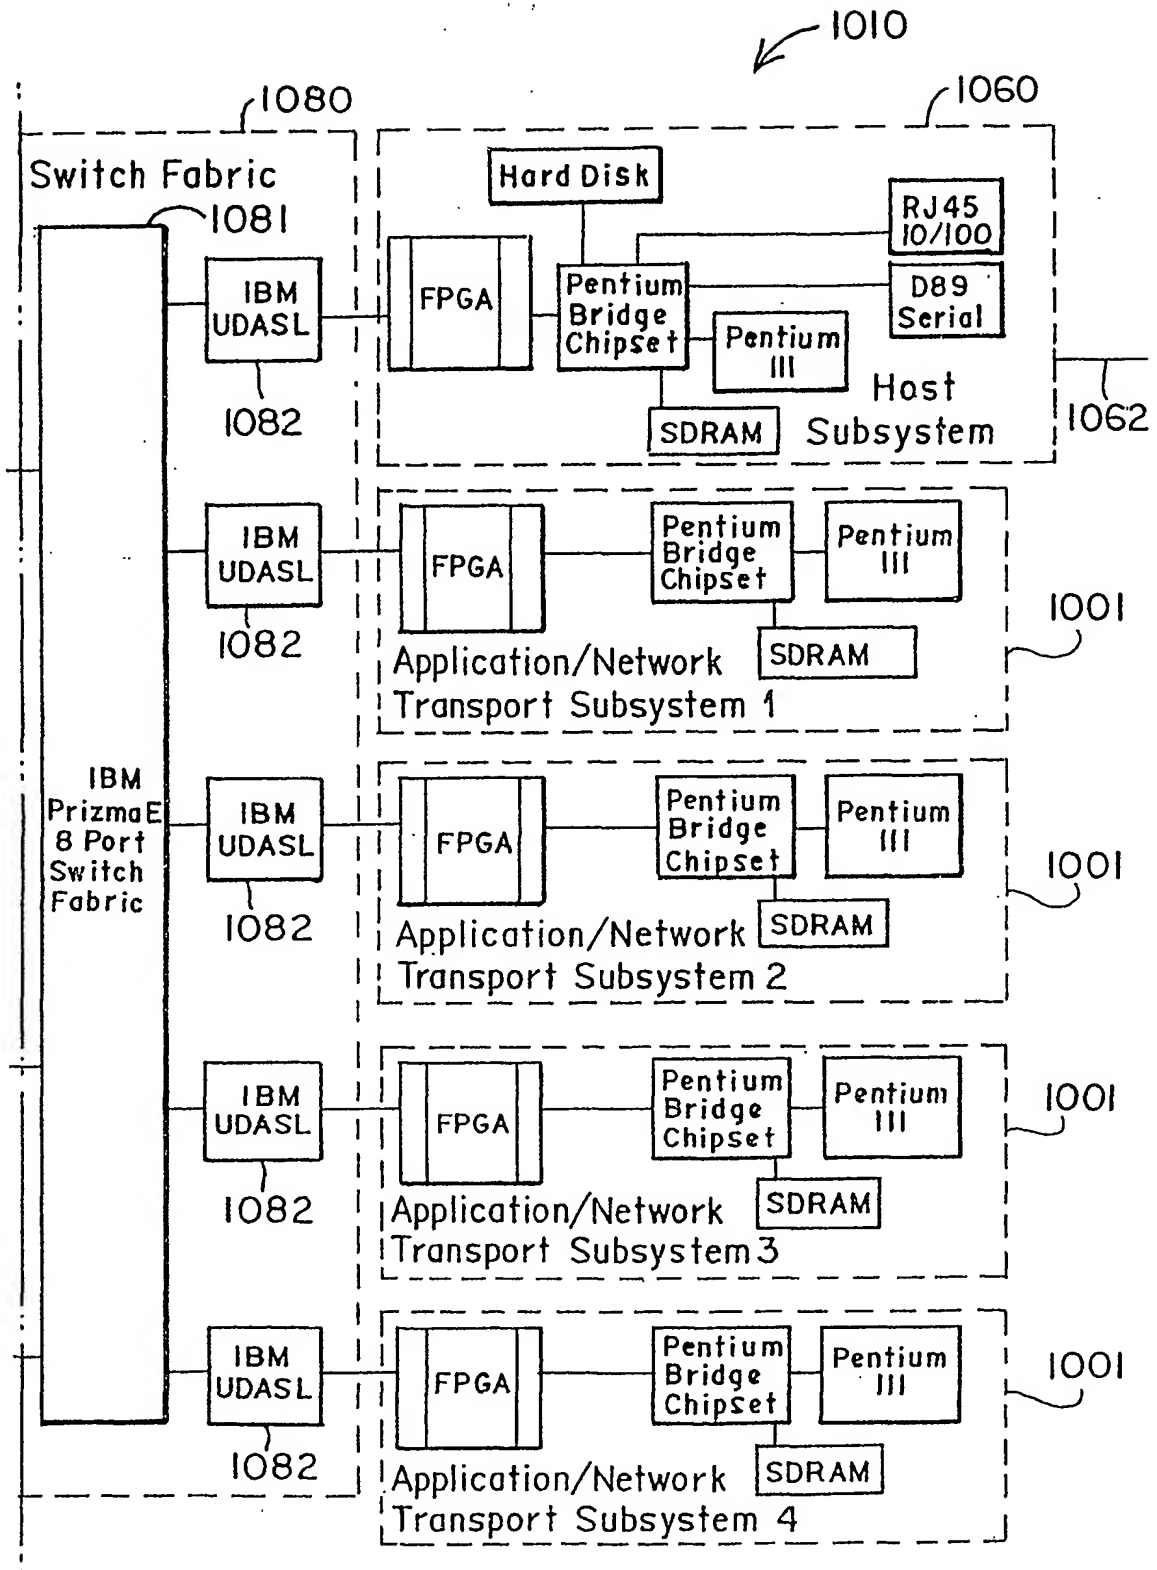 1010
1080
1060
Switch Fabric
1081
Hard Disk
RJ45
10/100
FPGA
Pentium
Bridge
Chipset
D89
Serial
IBM
UDASL
1082
Pentium
III
SDRAM
Host
Subsystem
1062
IBM
UDASL
1082
FPGA
Pentium
Bridge
Chipset
Pentium
III
SDRAM
Application/Network
Transport Subsystem 1
1001
IBM
PrizmaE
8 Port
Switch
Fabric
IBM
UDASL
1082
FPGA
Pentium
Bridge
Chipset
Pentium
III
SDRAM
Application/Network
Transport Subsystem 2
1001
IBM
UDASL
1082
FPGA
Pentium
Bridge
Chipset
Pentium
III
SDRAM
Application/Network
Transport Subsystem 3
1001
IBM
UDASL
1082
FPGA
Pentium
Bridge
Chipset
Pentium
III
SDRAM
Application/Network
Transport Subsystem 4
1001